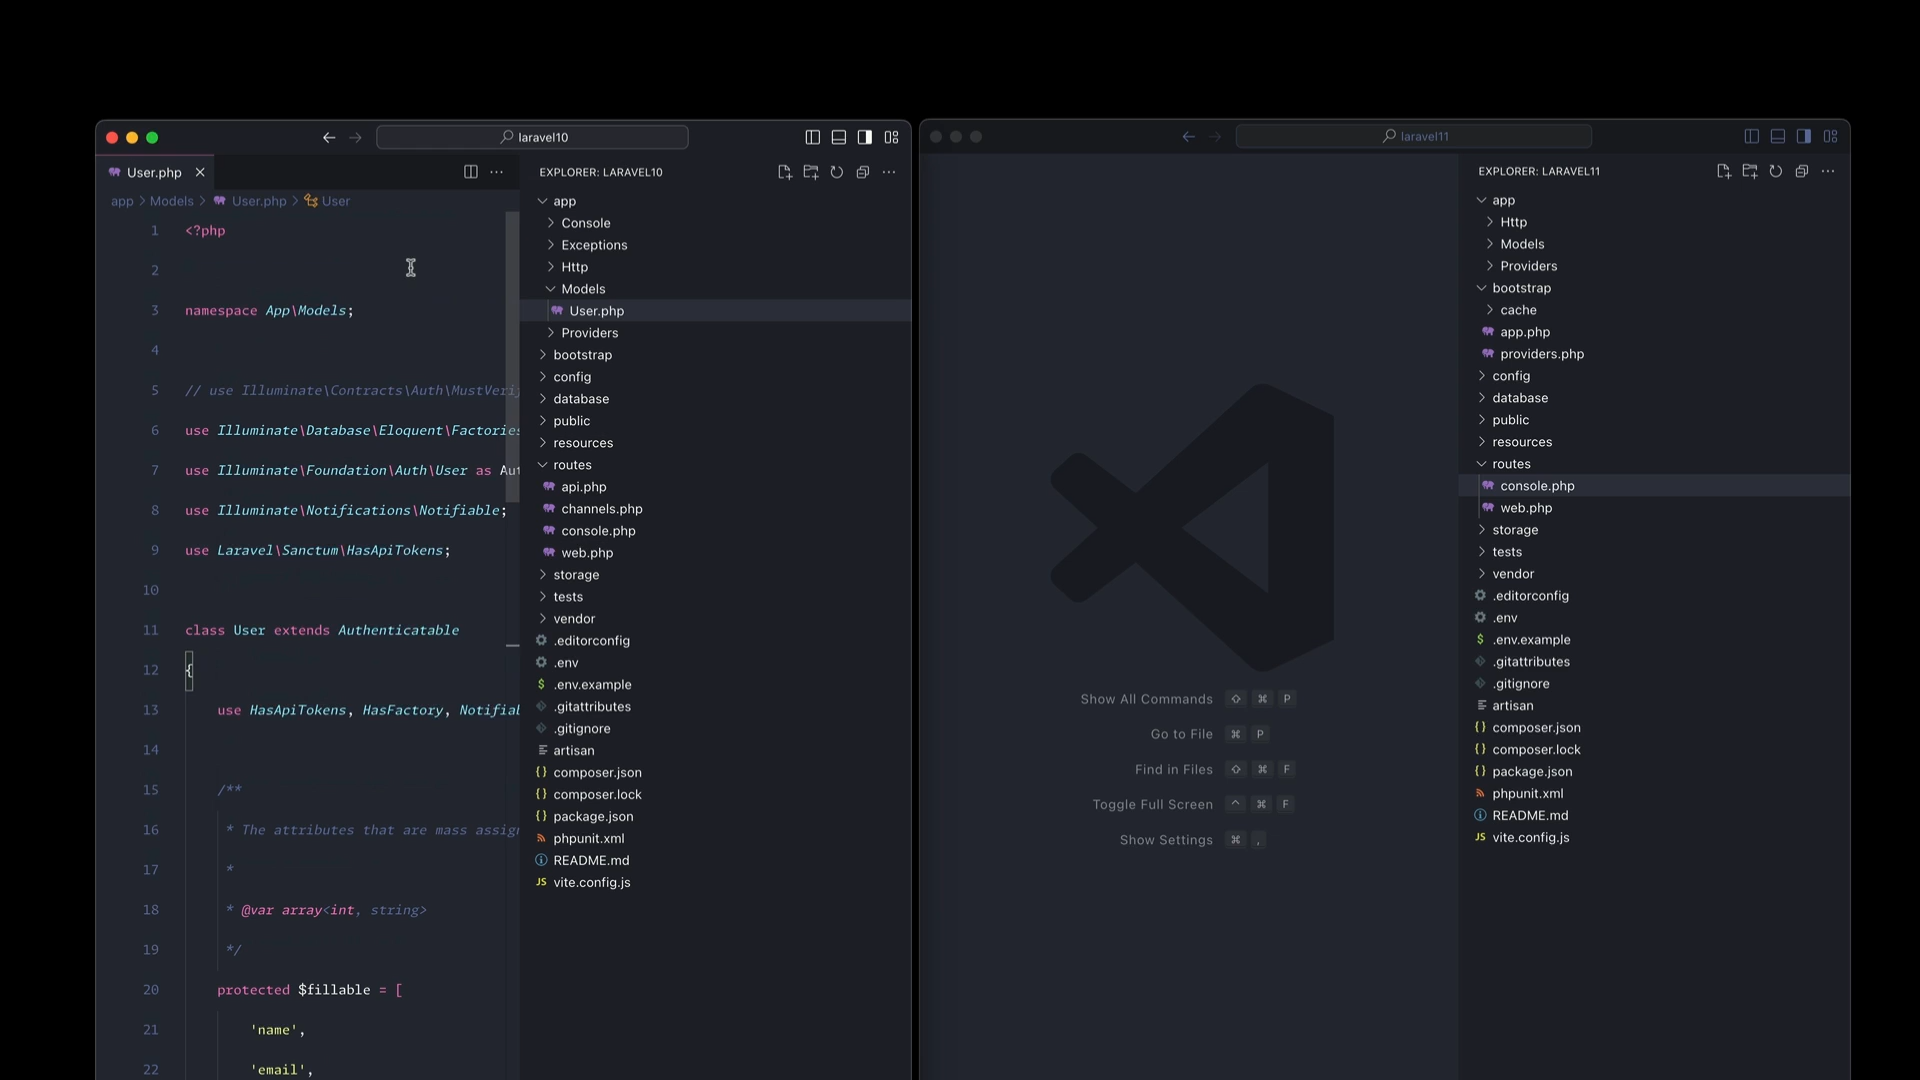 laravel10
User.php
app > Models > User.php > User
1 <?php
2
3 namespace App\Models;
4
5 // use Illuminate\Contracts\Auth\MustVerif
6 use Illuminate\Database\Eloquent\Factories
7 use Illuminate\Foundation\Auth\User as Aut
8 use Illuminate\Notifications\Notifiable;
9 use Laravel\Sanctum\HasApiTokens;
10
11 class User extends Authenticatable
12 {
13 use HasApiTokens, HasFactory, Notifiab
14
15 /**
16 * The attributes that are mass assign
17 *
18 * @var array<int, string>
19 */
20 protected $fillable = [
21 'name',
22 'email',
EXPLORER: LARAVEL10
app
Console
Exceptions
Http
Models
User.php
Providers
bootstrap
config
database
public
resources
routes
api.php
channels.php
console.php
web.php
storage
tests
vendor
.editorconfig
.env
$ .env.example
.gitattributes
.gitignore
artisan
{} composer.json
{} composer.lock
{} package.json
phpunit.xml
README.md
JS vite.config.js
laravel11
Show All Commands ⇧ ⌘ P
Go to File ⌘ P
Find in Files ⇧ ⌘ F
Toggle Full Screen ^ ⌘ F
Show Settings ⌘ ,
EXPLORER: LARAVEL11
app
Http
Models
Providers
bootstrap
cache
app.php
providers.php
config
database
public
resources
routes
console.php
web.php
storage
tests
vendor
.editorconfig
.env
$ .env.example
.gitattributes
.gitignore
artisan
{} composer.json
{} composer.lock
{} package.json
phpunit.xml
README.md
JS vite.config.js